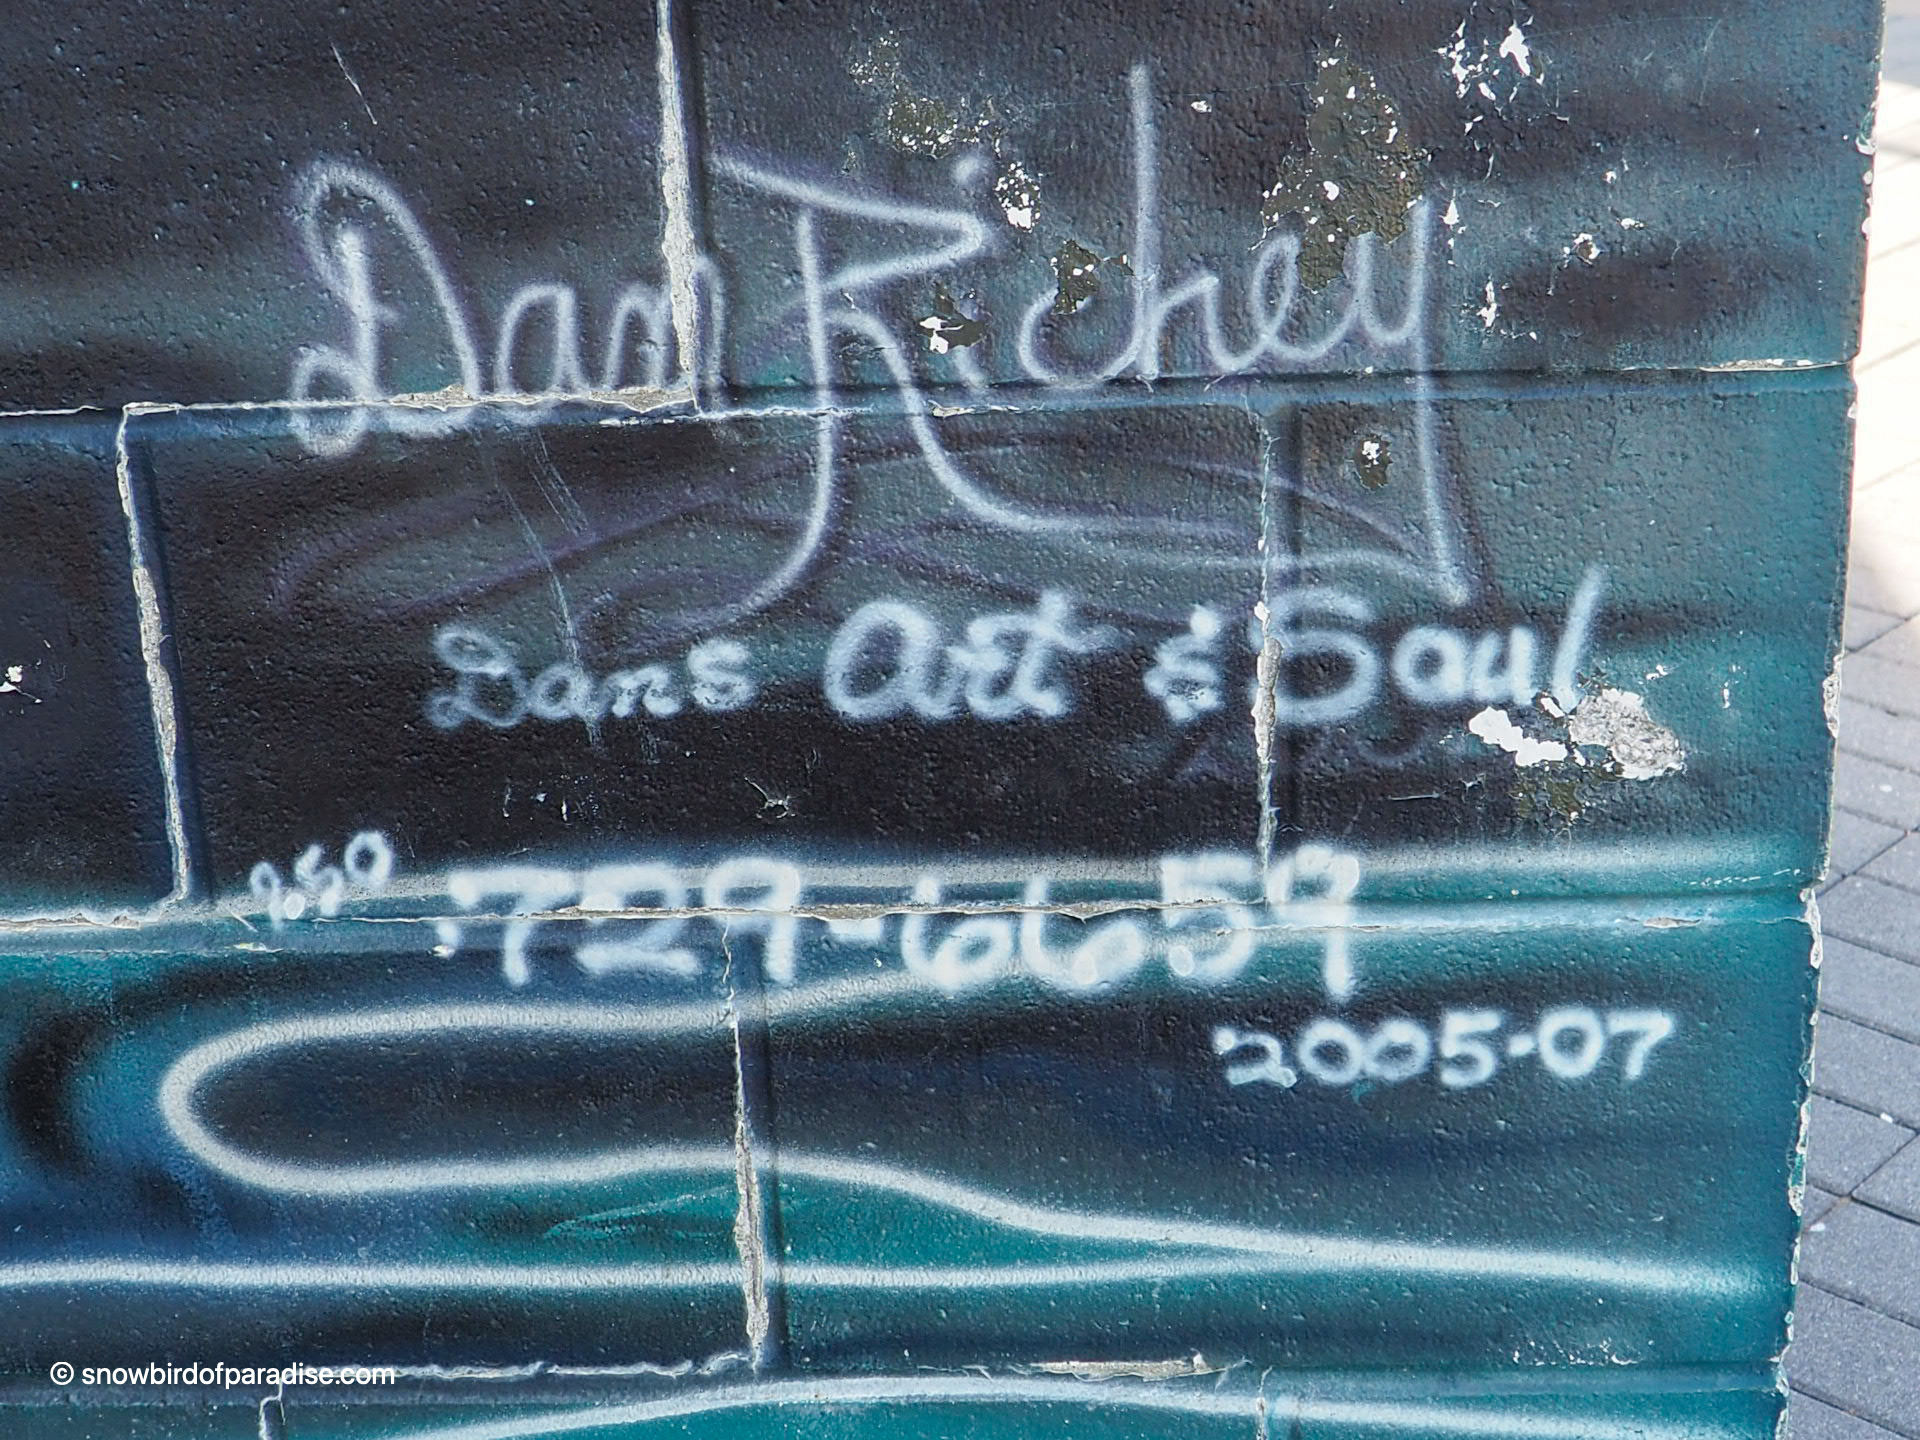 Dan Richey
Dans Art & Soul
250 729-6659
2005-07
© snowbirdofparadise.com